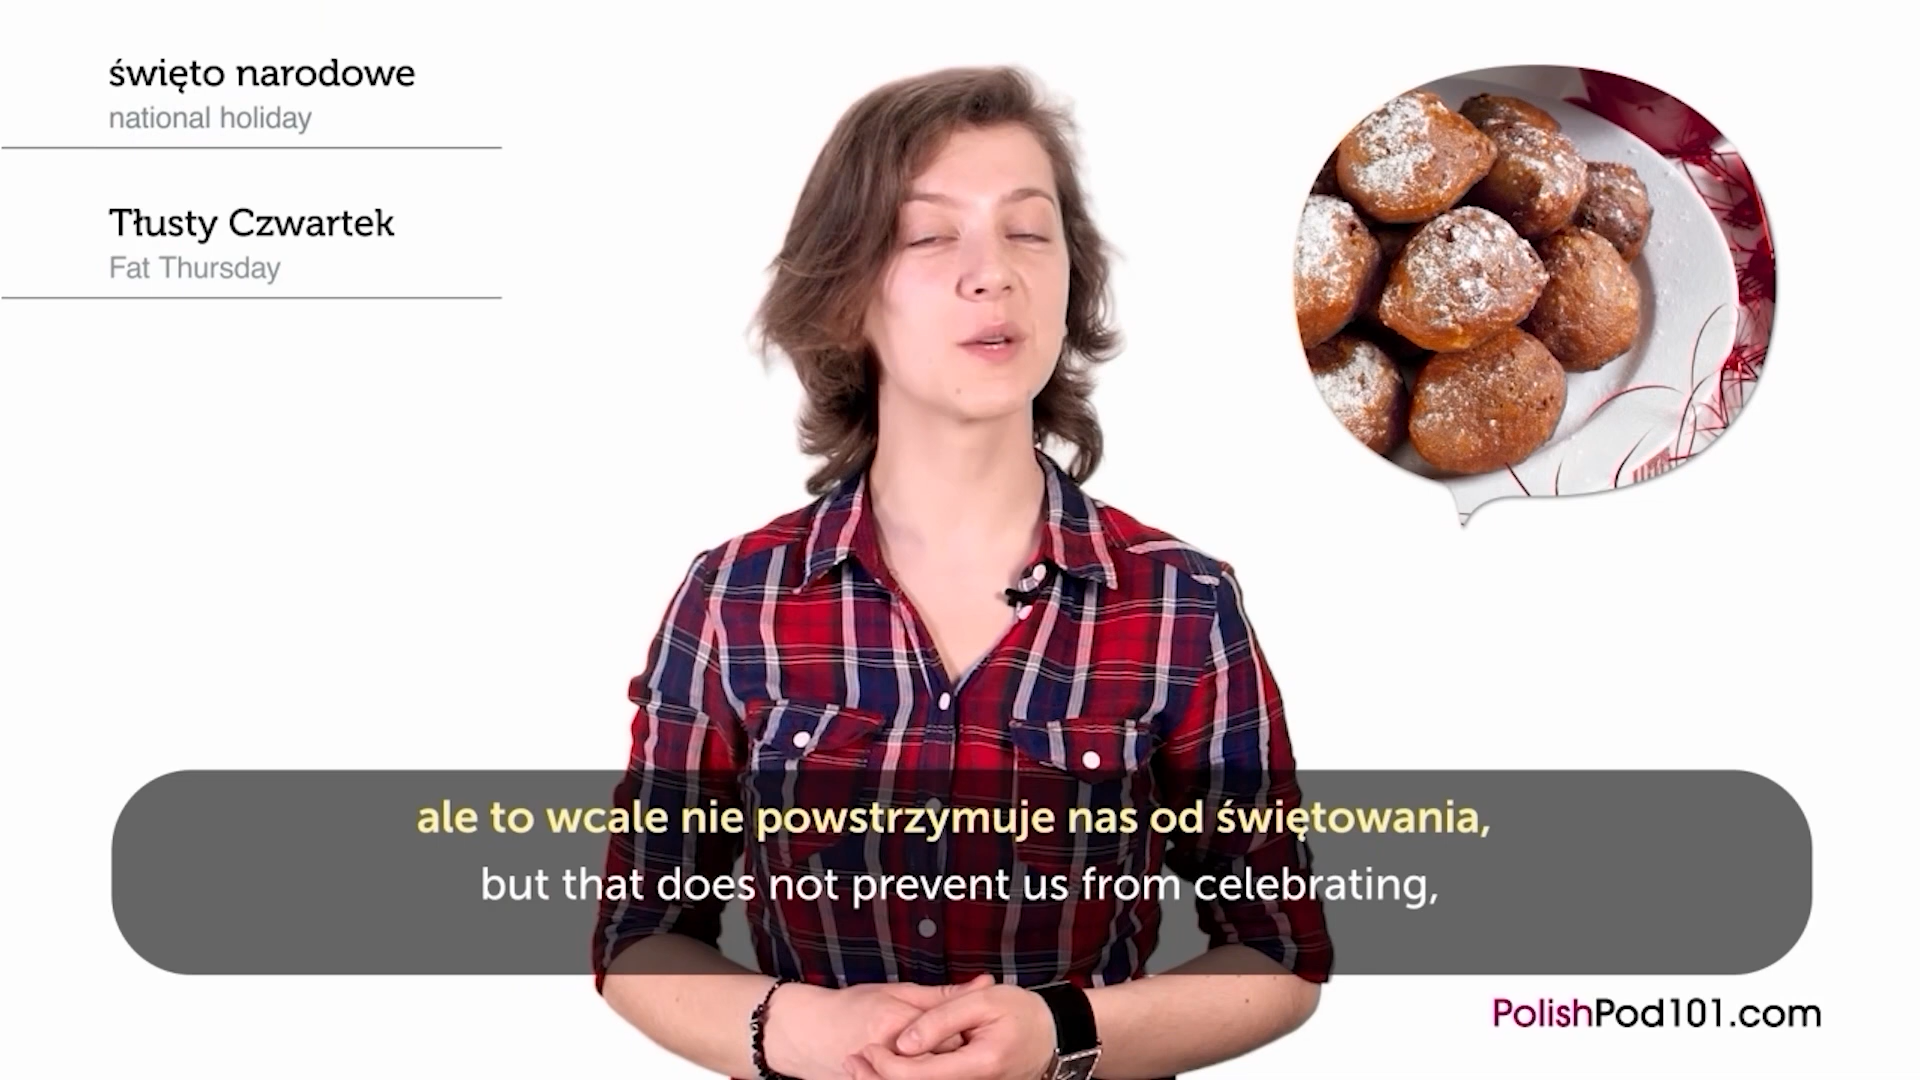 święto narodowe
national holiday
Tłusty Czwartek
Fat Thursday
ale to wcale nie powstrzymuje nas od świętowania,
but that does not prevent us from celebrating,
PolishPod101.com